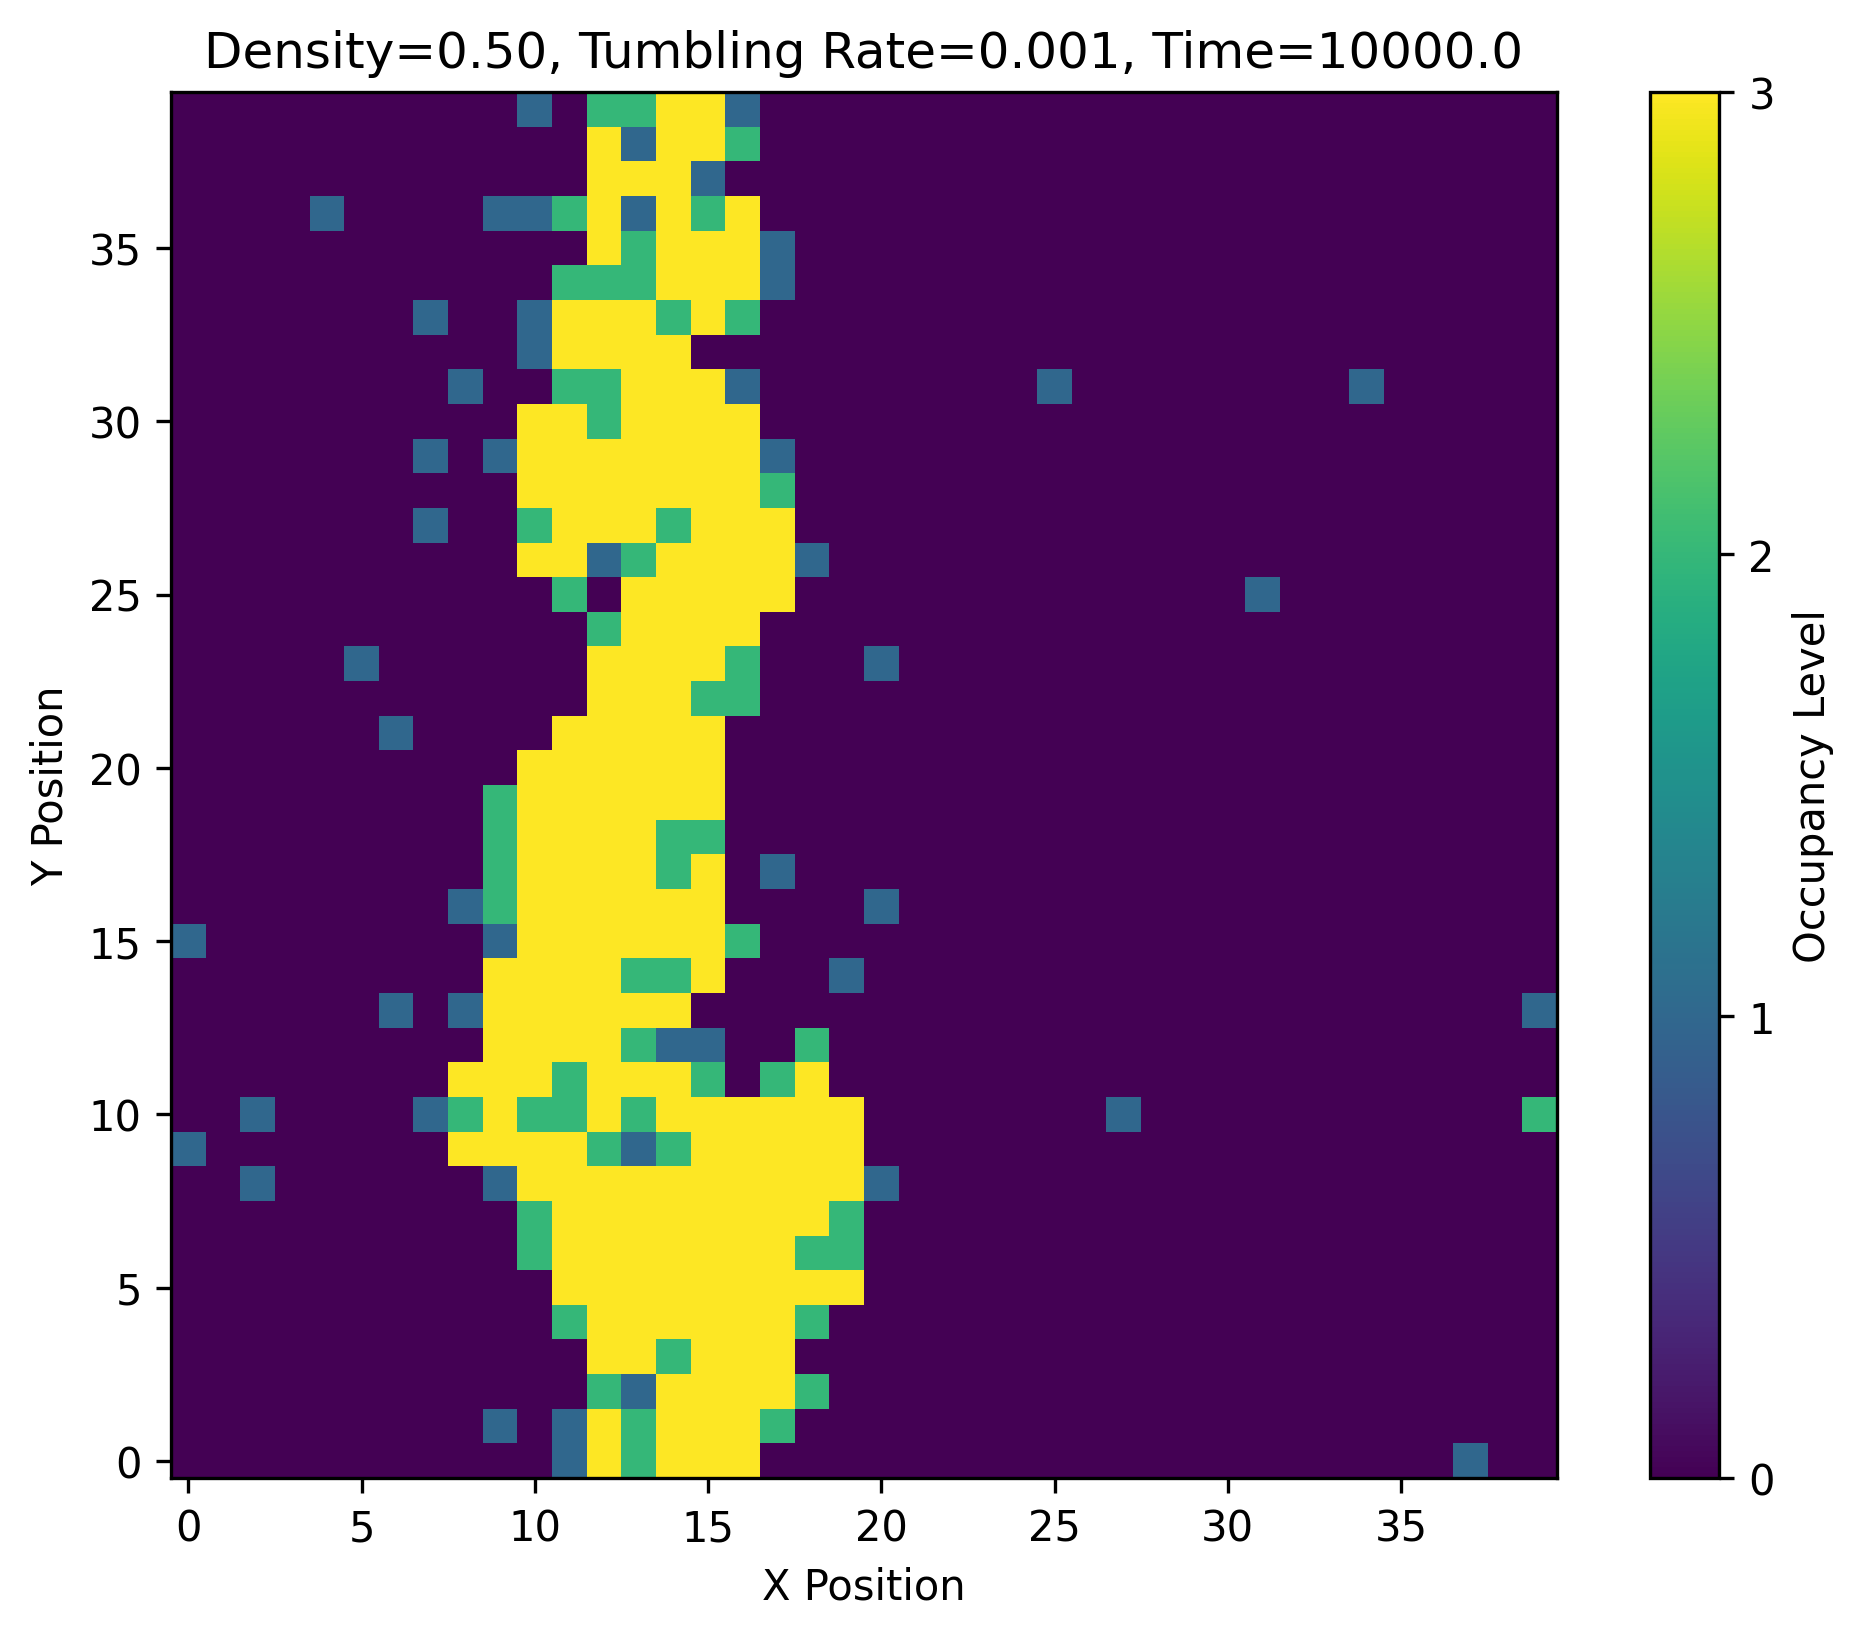 Density=0.50, Tumbling Rate=0.001, Time=10000.0
35
30
25
20
15
10
5
0
Y Position
0 5 10 15 20 25 30 35
X Position
3
2
1
0
Occupancy Level